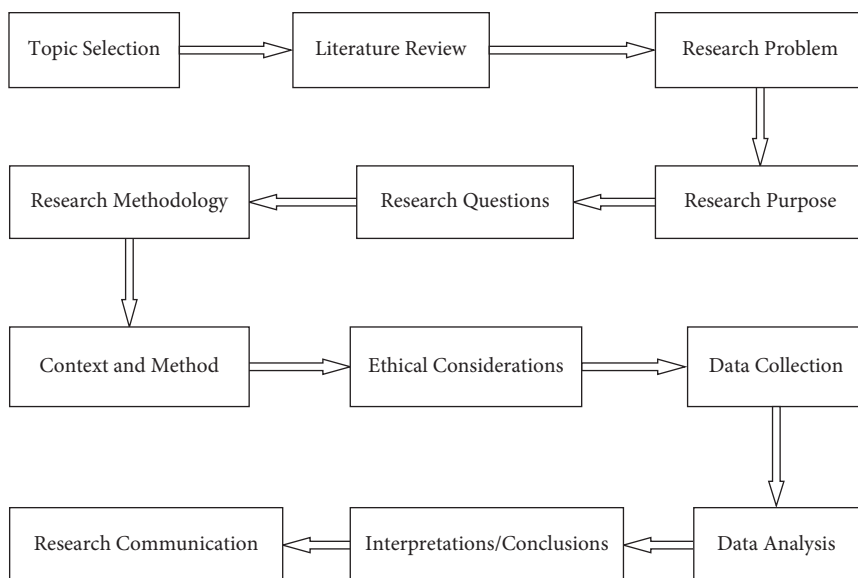 Topic Selection
Literature Review
Research Problem
Research Purpose
Research Questions
Research Methodology
Context and Method
Ethical Considerations
Data Collection
Data Analysis
Interpretations/Conclusions
Research Communication